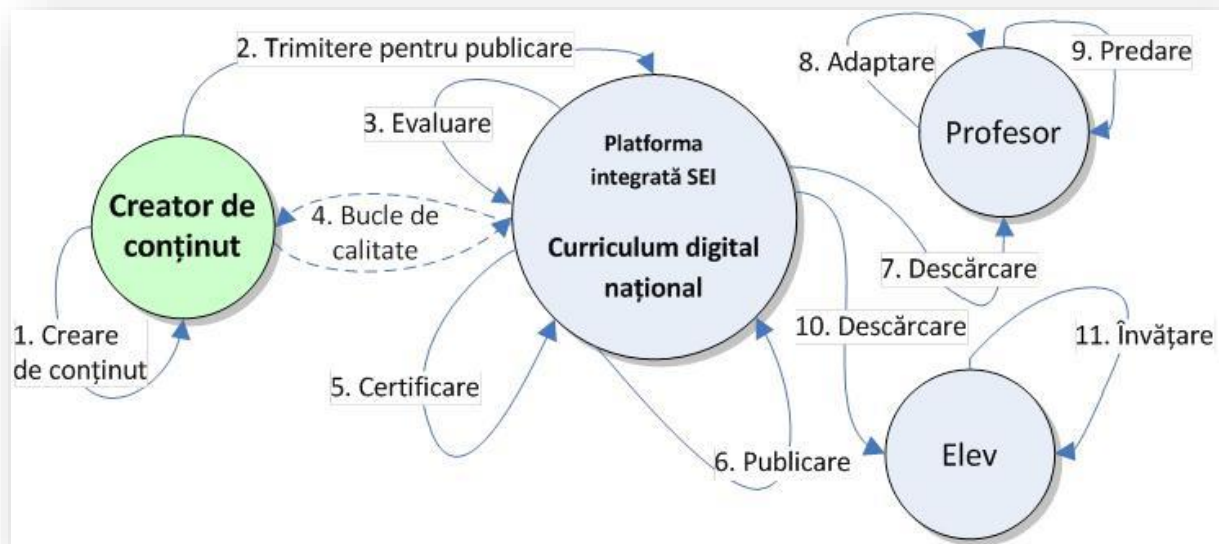 2. Trimitere pentru publicare
8. Adaptare
9. Predare
3. Evaluare
Profesor
Platforma
integrată SEI
Curriculum digital
național
Creator de
conținut
4. Bucle de
calitate
7. Descărcare
1. Creare
de conținut
10. Descărcare
11. Învățare
5. Certificare
6. Publicare
Elev